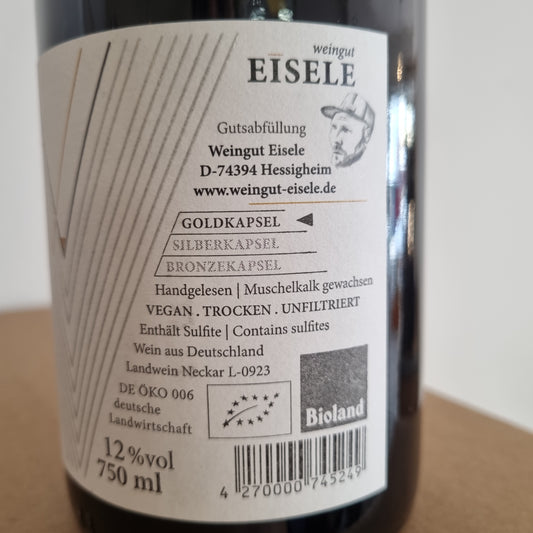 weingut
EISELE
Gutsabfüllung
Weingut Eisele
D-74394 Hessigheim
www.weingut-eisele.de
GOLDKAPSEL
SILBERKAPSEL
BRONZEKAPSEL
Handgelesen | Muschelkalk gewachsen
VEGAN . TROCKEN . UNFILTRIERT
Enthält Sulfite | Contains sulfites
Wein aus Deutschland
Landwein Neckar L-0923
DE ÖKO 006
deutsche
Landwirtschaft
Bioland
12 %vol
750 ml
4 270000 745249